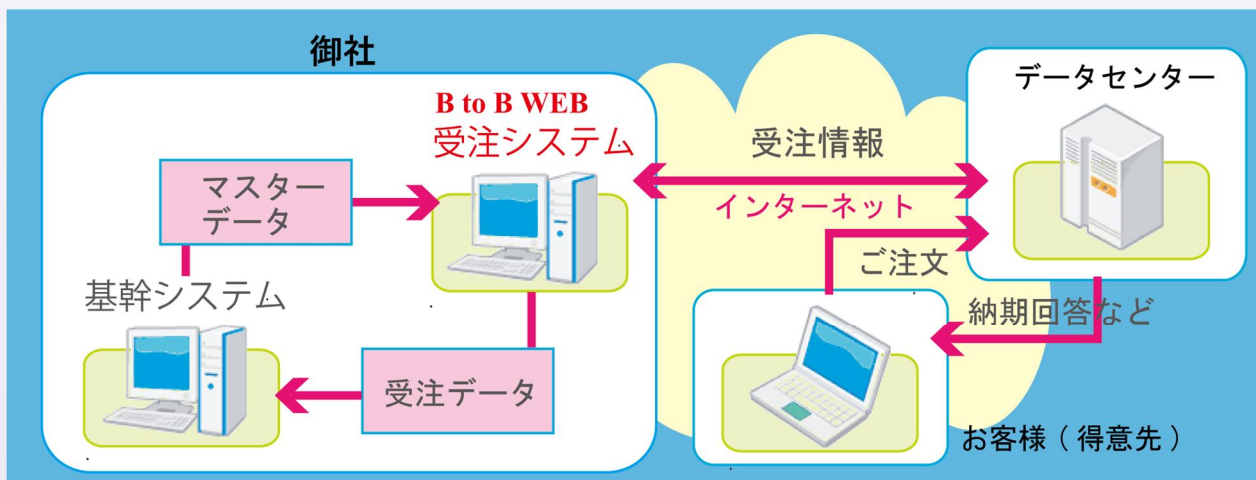 御社
B to B WEB
受注システム
マスター
データ
基幹システム
受注データ
受注情報
インターネット
データセンター
ご注文
納期回答など
お客様 ( 得意先 )